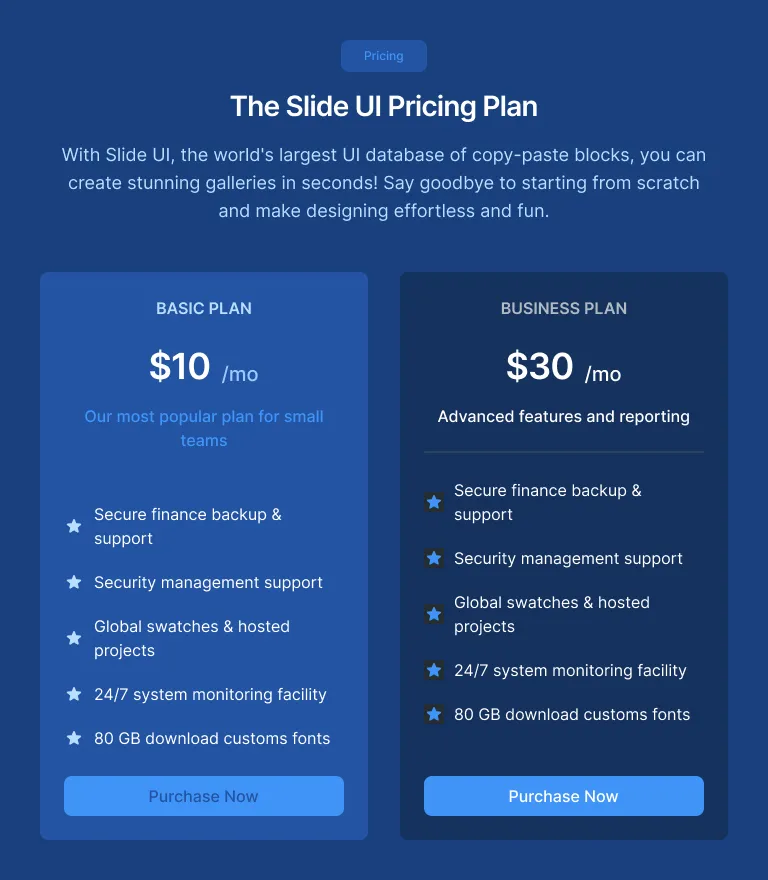 Pricing
The Slide UI Pricing Plan
With Slide UI, the world's largest UI database of copy-paste blocks, you can
create stunning galleries in seconds! Say goodbye to starting from scratch
and make designing effortless and fun.
BASIC PLAN
$10 /mo
Our most popular plan for small
teams
Secure finance backup &
support
Security management support
Global swatches & hosted
projects
24/7 system monitoring facility
80 GB download customs fonts
Purchase Now
BUSINESS PLAN
$30 /mo
Advanced features and reporting
Secure finance backup &
support
Security management support
Global swatches & hosted
projects
24/7 system monitoring facility
80 GB download customs fonts
Purchase Now